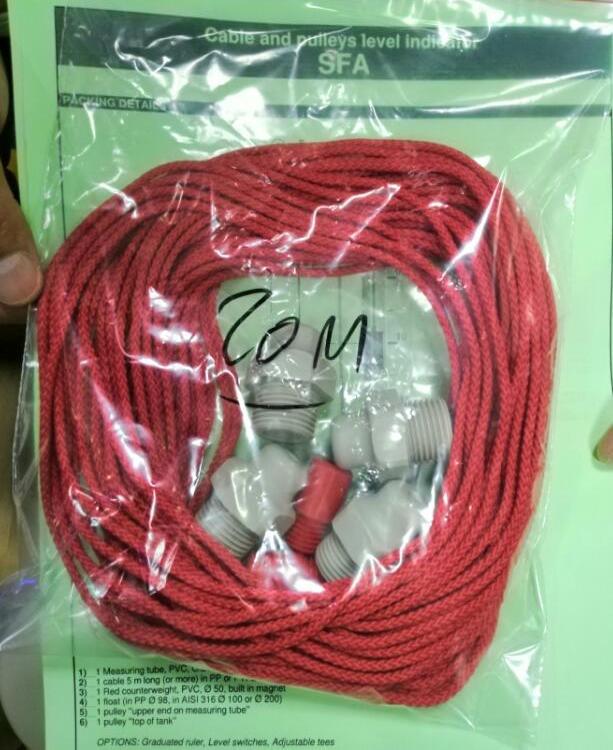 Cable and pulleys level indicator
SFA
PACKING DETAILS
20M
1) 1 Measuring tube, PVC,
2) 1 cable 5 m long (or more) in PP or
3) 1 Red counterweight, PVC, Ø 50, built in magnet
4) 1 float (in PP Ø 98, in AISI 316 Ø 100 or Ø 200)
5) 1 pulley "upper end on measuring tube"
6) 1 pulley "top of tank"
OPTIONS: Graduated ruler, Level switches, Adjustable tees